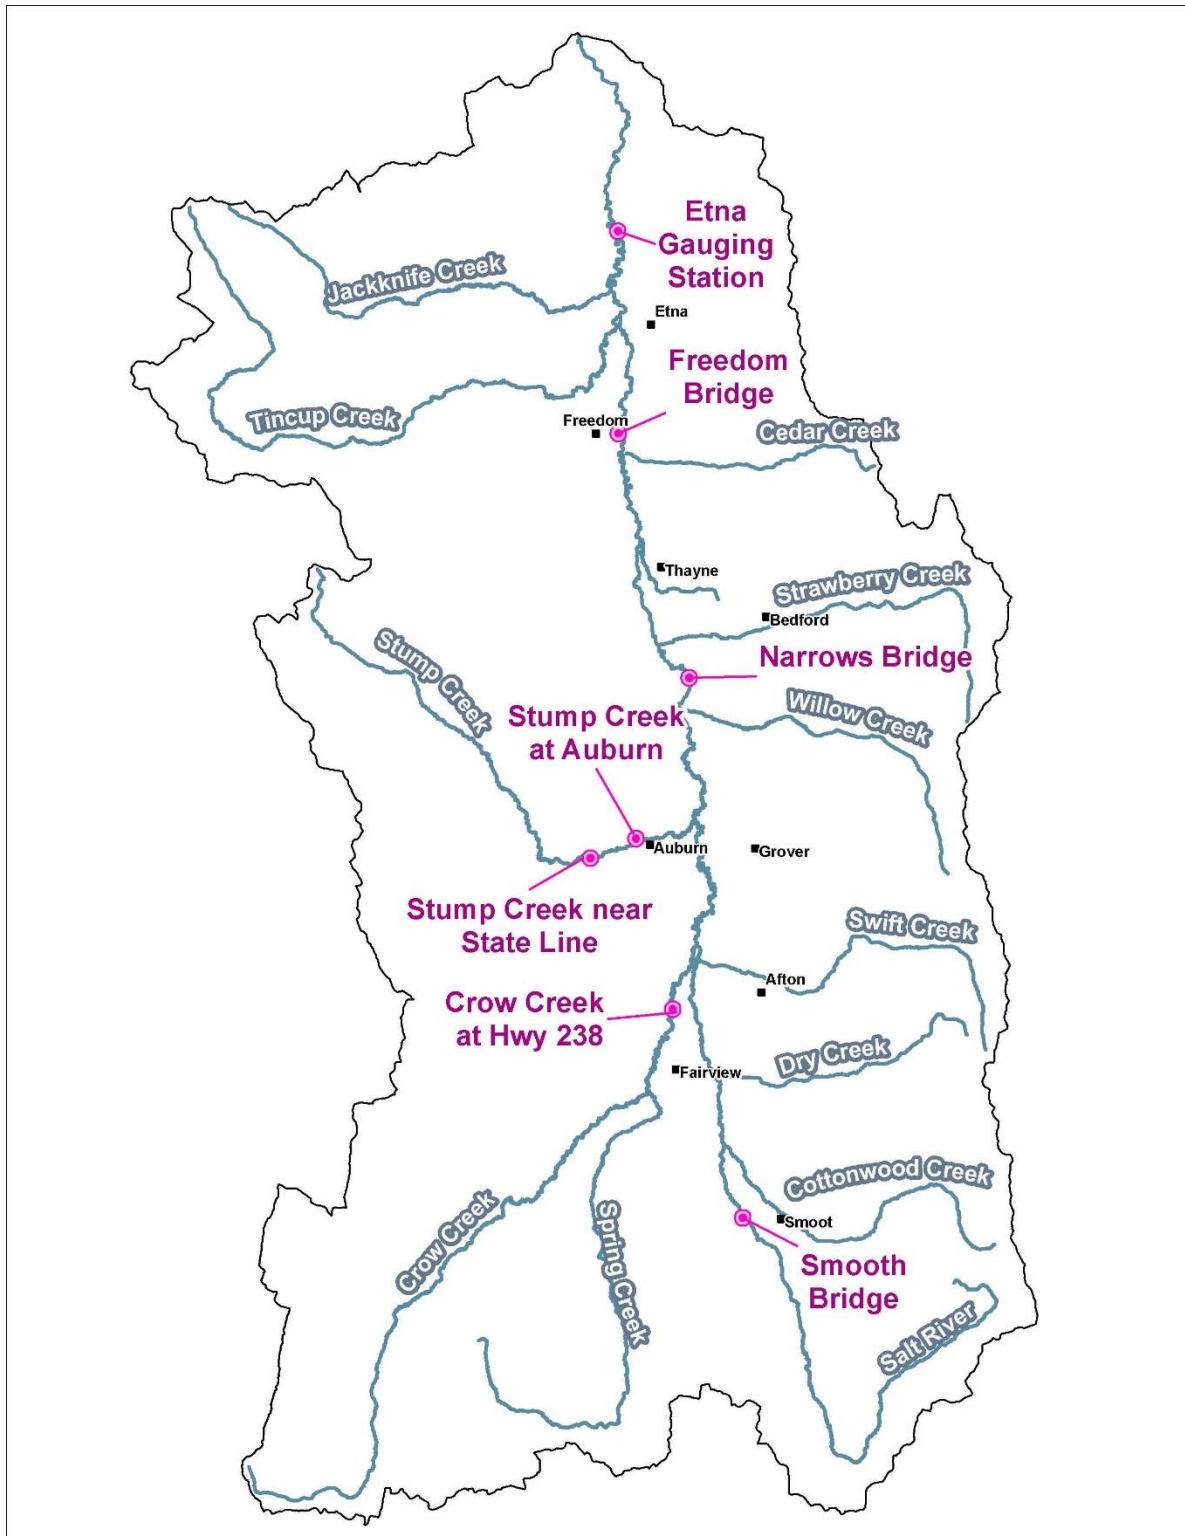 Etna
Gauging
Station
Jackknife Creek
Etna
Freedom
Bridge
Tincup Creek
Freedom
Cedar Creek
Thayne
Strawberry Creek
Bedford
Stump Creek
Narrows Bridge
Willow Creek
Stump Creek
at Auburn
Auburn
Grover
Stump Creek near
State Line
Swift Creek
Afton
Crow Creek
at Hwy 238
Dry Creek
Fairview
Cottonwood Creek
Crow Creek
Spring Creek
Smoot
Smooth
Bridge
Salt River